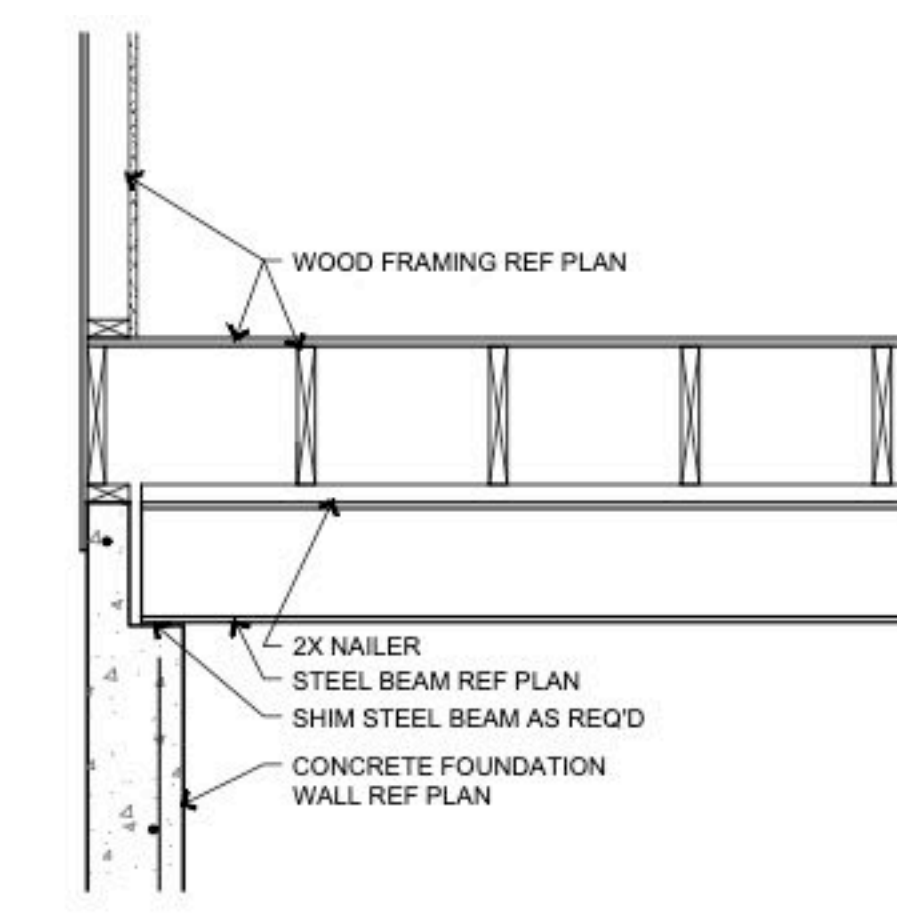 WOOD FRAMING REF PLAN
2X NAILER
STEEL BEAM REF PLAN
SHIM STEEL BEAM AS REQ'D
CONCRETE FOUNDATION
WALL REF PLAN